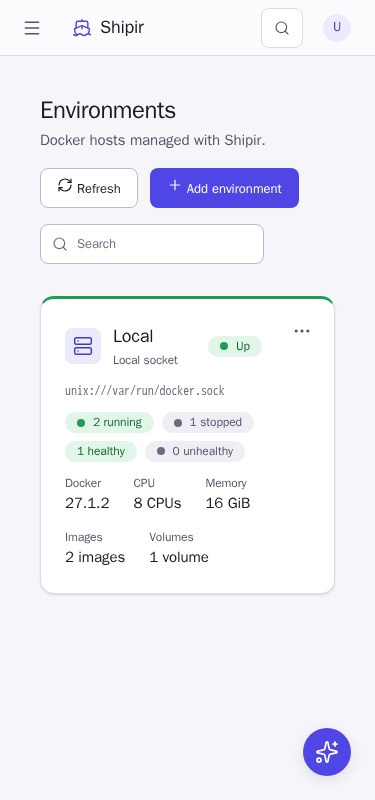 Shipir
U
Environments
Docker hosts managed with Shipir.
Refresh
Add environment
Search
Local
Local socket
Up
unix:///var/run/docker.sock
2 running
1 stopped
1 healthy
0 unhealthy
Docker CPU Memory
27.1.2 8 CPUs 16 GiB
Images Volumes
2 images 1 volume